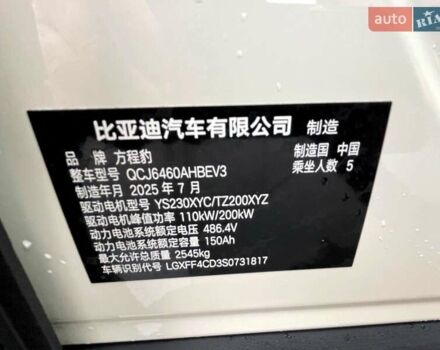 auto RIA
比亚迪汽车有限公司 制造
品 牌 方程豹 制造国 中国
整车型号 QCJ6460AHBEV3 乘坐人数 5
制造年月 2025 年 7 月
驱动电机型号 YS230XYC/TZ200XYZ
驱动电机峰值功率 110kW/200kW
动力电池系统额定电压 486.4V
动力电池系统额定容量 150Ah
最大允许总质量 2545kg
车辆识别代号 LGXFF4CD3S0731817